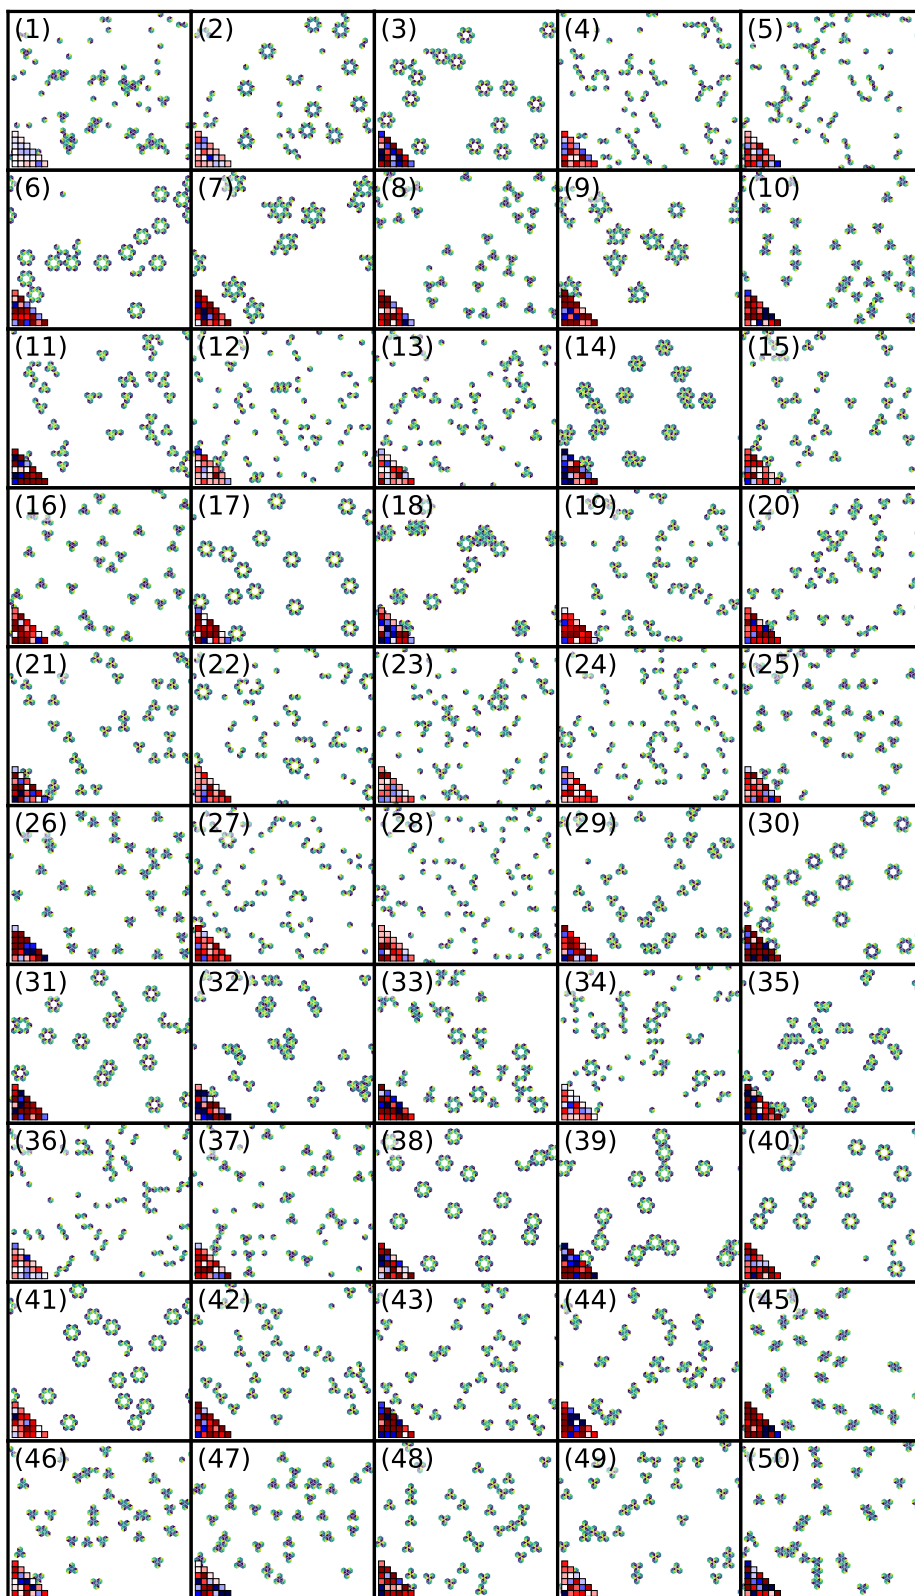 (1) (2) (3) (4) (5)
(6) (7) (8) (9) (10)
(11) (12) (13) (14) (15)
(16) (17) (18) (19) (20)
(21) (22) (23) (24) (25)
(26) (27) (28) (29) (30)
(31) (32) (33) (34) (35)
(36) (37) (38) (39) (40)
(41) (42) (43) (44) (45)
(46) (47) (48) (49) (50)